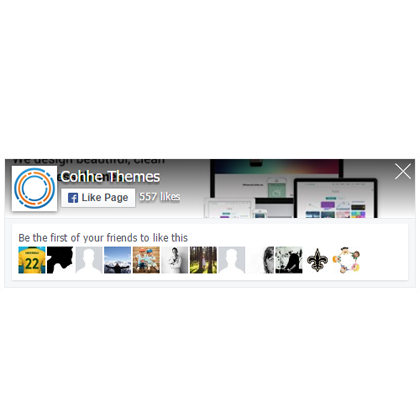 We design beautiful, clean
Cohhe Themes
Like Page
557 likes
Be the first of your friends to like this
22